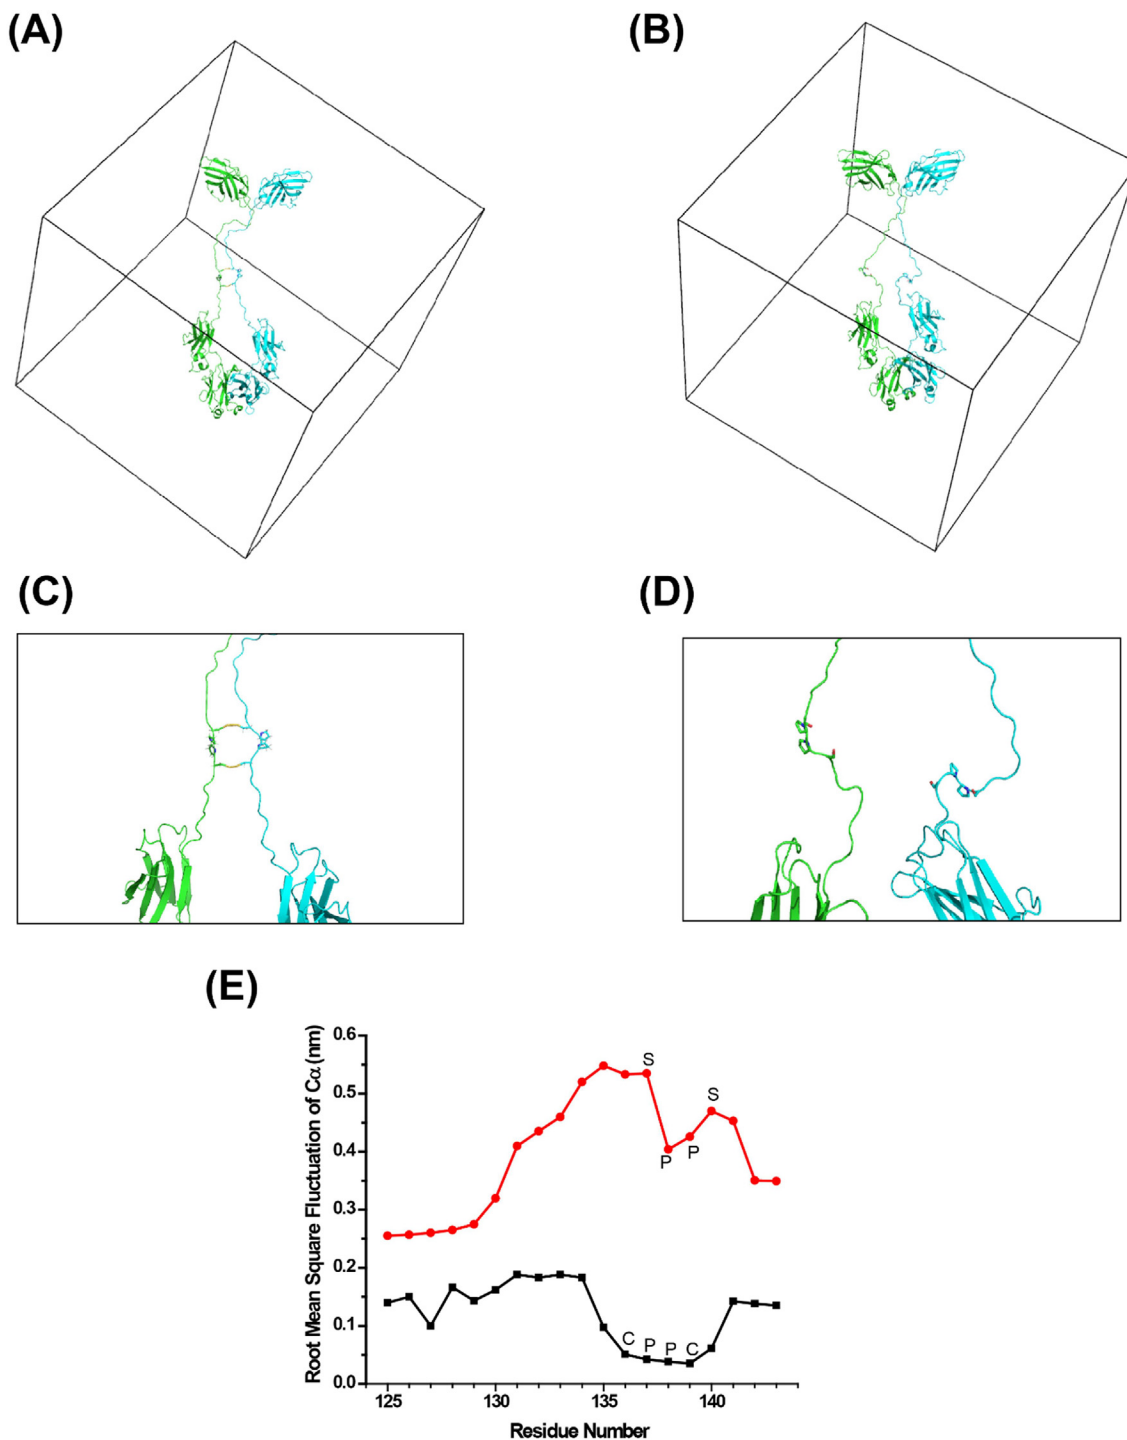 (A)
(B)
(C)
(D)
(E)
Root Mean Square Fluctuation of Cα (nm)
0.6
0.5
0.4
0.3
0.2
0.1
0.0
S
S
P
P
C
P
P
C
125
130
135
140
Residue Number